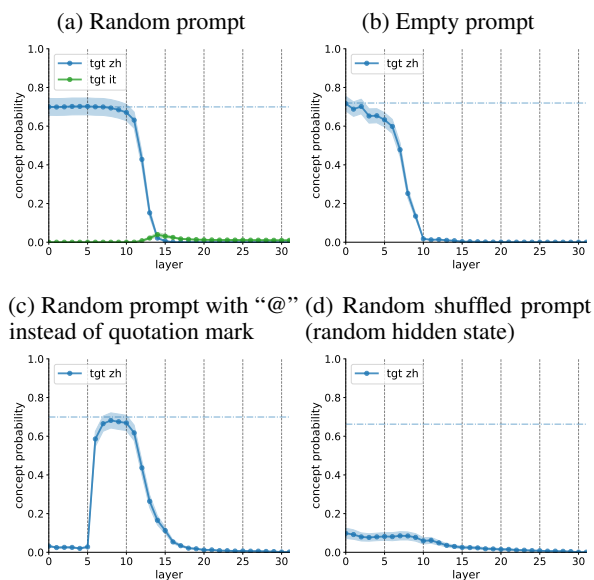 (a) Random prompt
(b) Empty prompt
1.0
0.8
0.6
0.4
0.2
0.0
concept probability
tgt zh
tgt it
0 5 10 15 20 25 30
layer
1.0
0.8
0.6
0.4
0.2
0.0
concept probability
tgt zh
0 5 10 15 20 25 30
layer
(c) Random prompt with “@”
instead of quotation mark
(d) Random shuffled prompt
(random hidden state)
1.0
0.8
0.6
0.4
0.2
0.0
concept probability
tgt zh
0 5 10 15 20 25 30
layer
1.0
0.8
0.6
0.4
0.2
0.0
concept probability
tgt zh
0 5 10 15 20 25 30
layer